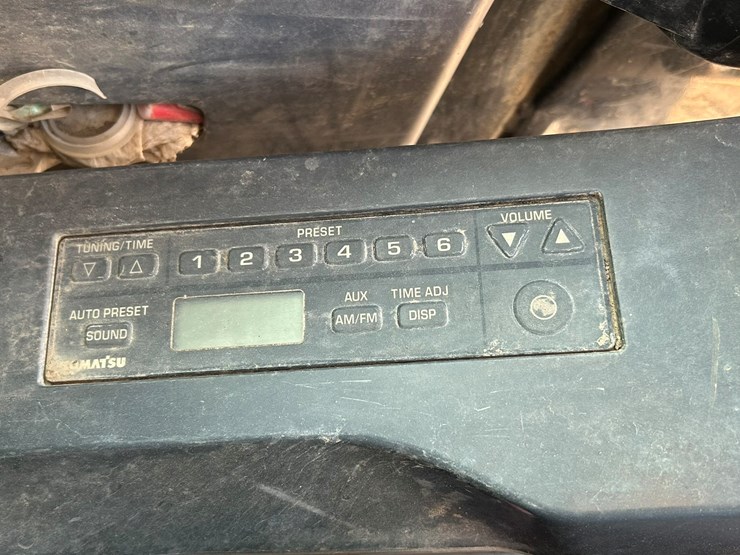 TUNING/TIME
PRESET
VOLUME
1 2 3 4 5 6
AUTO PRESET
SOUND
AUX
AM/FM
TIME ADJ
DISP
KOMATSU